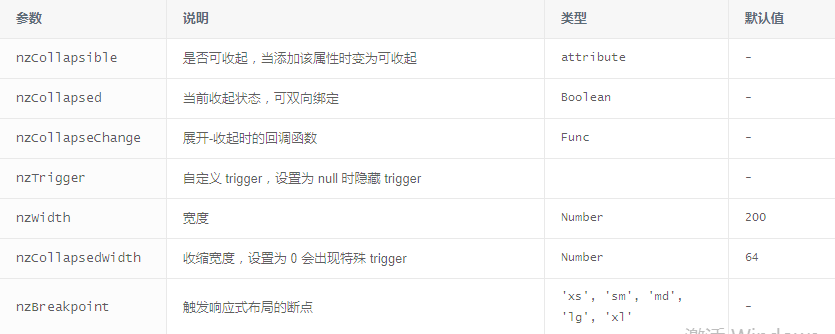 参数 说明 类型 默认值
nzCollapsible 是否可收起，当添加该属性时变为可收起 attribute -
nzCollapsed 当前收起状态，可双向绑定 Boolean -
nzCollapseChange 展开-收起时的回调函数 Func -
nzTrigger 自定义 trigger，设置为 null 时隐藏 trigger -
nzWidth 宽度 Number 200
nzCollapsedWidth 收缩宽度，设置为 0 会出现特殊 trigger Number 64
nzBreakpoint 触发响应式布局的断点 'xs', 'sm', 'md', -
'lg', 'xl'